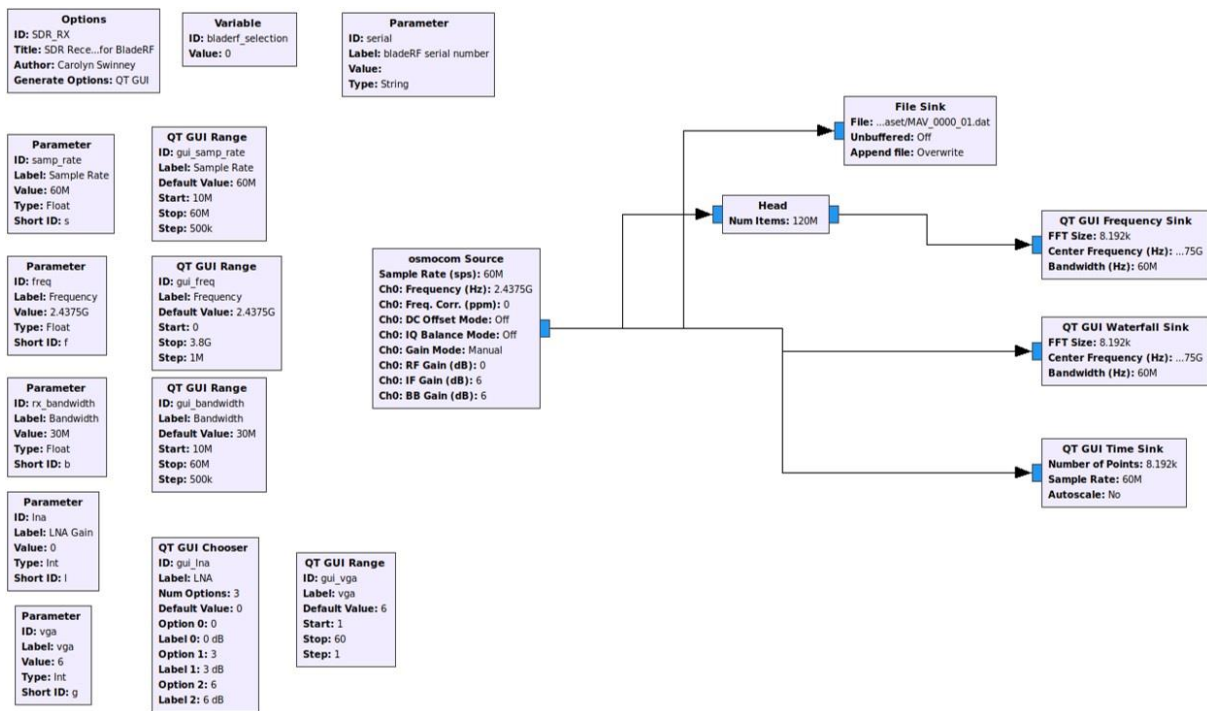 Options
ID: SDR_RX
Title: SDR Rece...for BladeRF
Author: Carolyn Swinney
Generate Options: QT GUI
Variable
ID: bladerf_selection
Value: 0
Parameter
ID: serial
Label: bladeRF serial number
Value:
Type: String
Parameter
ID: samp_rate
Label: Sample Rate
Value: 60M
Type: Float
Short ID: s
QT GUI Range
ID: gui_samp_rate
Label: Sample Rate
Default Value: 60M
Start: 10M
Stop: 60M
Step: 500k
Parameter
ID: freq
Label: Frequency
Value: 2.4375G
Type: Float
Short ID: f
QT GUI Range
ID: gui_freq
Label: Frequency
Default Value: 2.4375G
Start: 0
Stop: 3.8G
Step: 1M
Parameter
ID: rx_bandwidth
Label: Bandwidth
Value: 30M
Type: Float
Short ID: b
QT GUI Range
ID: gui_bandwidth
Label: Bandwidth
Default Value: 30M
Start: 10M
Stop: 60M
Step: 500k
Parameter
ID: lna
Label: LNA Gain
Value: 0
Type: Int
Short ID: l
Parameter
ID: vga
Label: vga
Value: 6
Type: Int
Short ID: g
QT GUI Chooser
ID: gui_lna
Label: LNA
Num Options: 3
Default Value: 0
Option 0: 0
Label 0: 0 dB
Option 1: 3
Label 1: 3 dB
Option 2: 6
Label 2: 6 dB
QT GUI Range
ID: gui_vga
Label: vga
Default Value: 6
Start: 1
Stop: 60
Step: 1
osmocom Source
Sample Rate (sps): 60M
Ch0: Frequency (Hz): 2.4375G
Ch0: Freq. Corr. (ppm): 0
Ch0: DC Offset Mode: Off
Ch0: IQ Balance Mode: Off
Ch0: Gain Mode: Manual
Ch0: RF Gain (dB): 0
Ch0: IF Gain (dB): 6
Ch0: BB Gain (dB): 6
File Sink
File: ...aset/MAV_0000_01.dat
Unbuffered: Off
Append file: Overwrite
Head
Num Items: 120M
QT GUI Frequency Sink
FFT Size: 8.192k
Center Frequency (Hz): ...75G
Bandwidth (Hz): 60M
QT GUI Waterfall Sink
FFT Size: 8.192k
Center Frequency (Hz): ...75G
Bandwidth (Hz): 60M
QT GUI Time Sink
Number of Points: 8.192k
Sample Rate: 60M
Autoscale: No